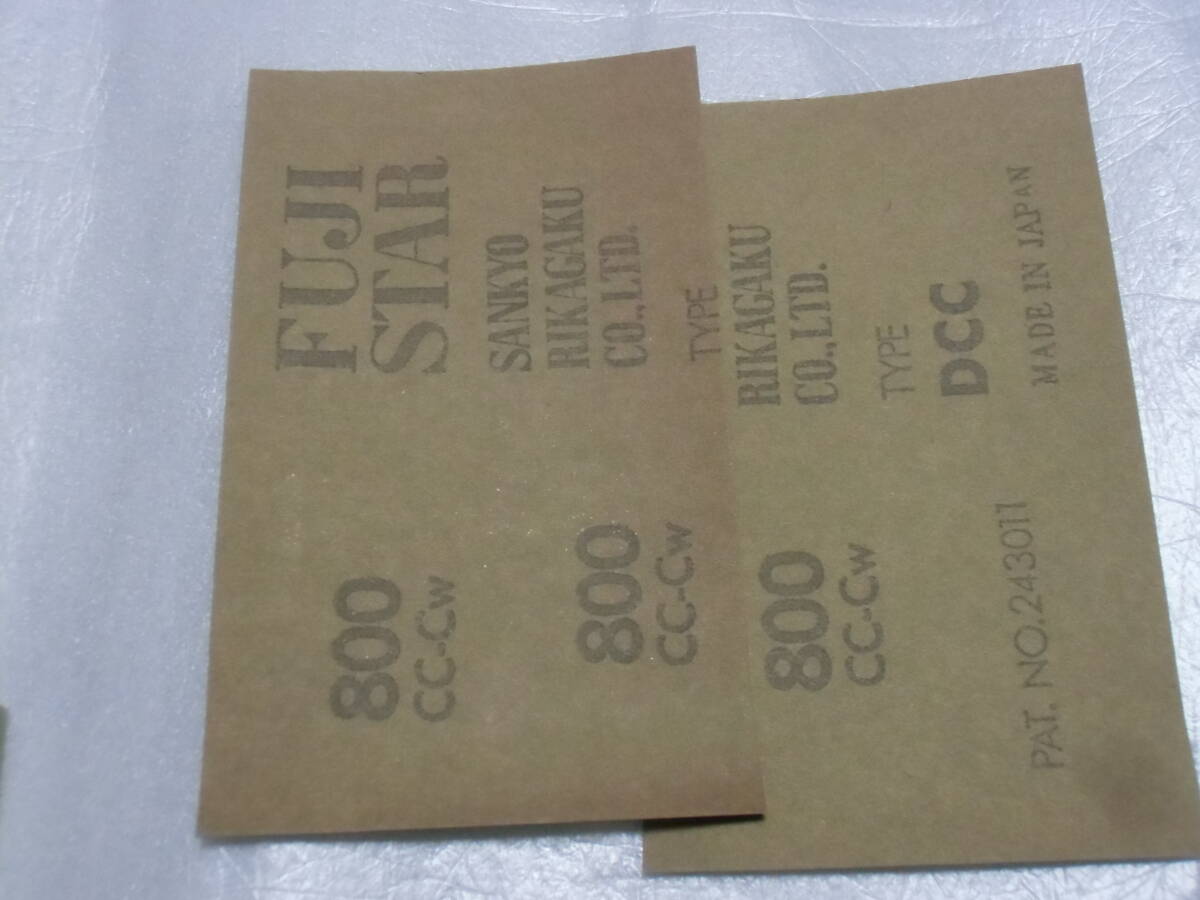 FUJI
STAR
SANKYO
RIKAGAKU
CO.,LTD.
TYPE
800
CC-Cw
800
CC-Cw
RIKAGAKU
CO.,LTD.
TYPE
DCC
MADE IN JAPAN
800
CC-Cw
PAT. NO.243011